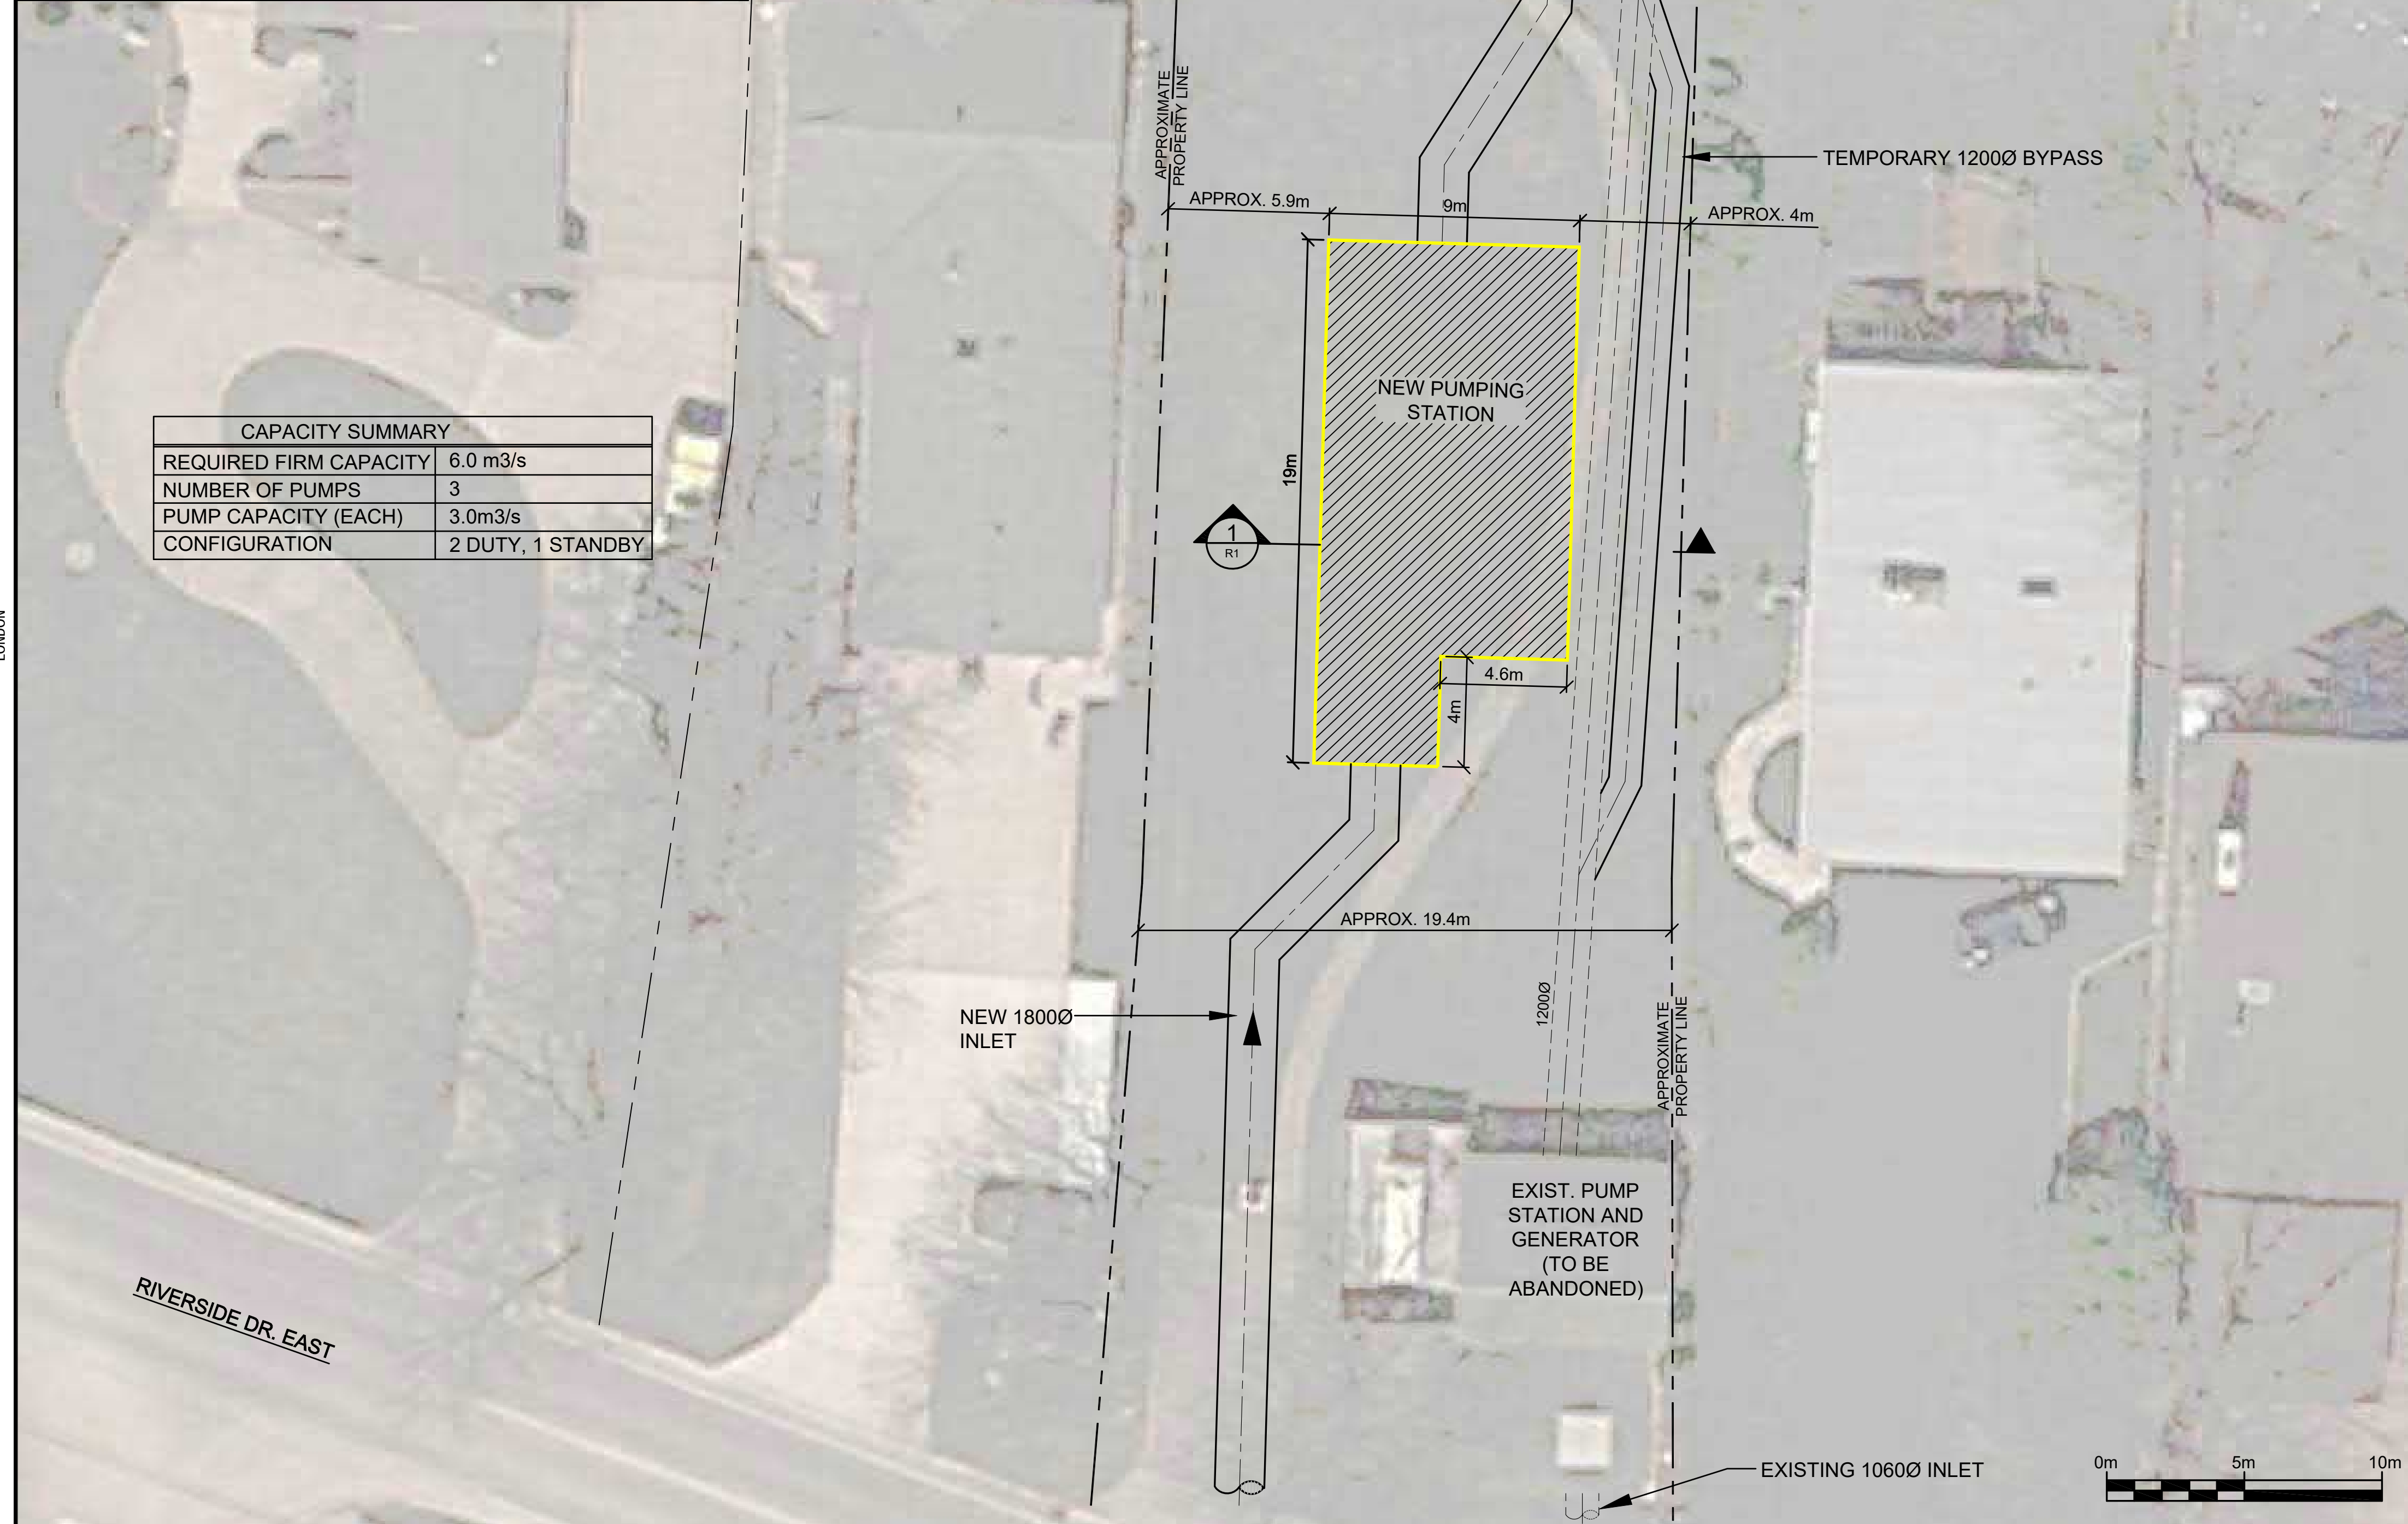 APPROXIMATE
PROPERTY LINE
TEMPORARY 1200Ø BYPASS
APPROX. 5.9m
9m
APPROX. 4m
NEW PUMPING
STATION
19m
CAPACITY SUMMARY
REQUIRED FIRM CAPACITY 6.0 m3/s
NUMBER OF PUMPS 3
PUMP CAPACITY (EACH) 3.0m3/s
CONFIGURATION 2 DUTY, 1 STANDBY
1
R1
LONDON
4.6m
4m
APPROX. 19.4m
NEW 1800Ø
INLET
1200Ø
APPROXIMATE
PROPERTY LINE
EXIST. PUMP
STATION AND
GENERATOR
(TO BE
ABANDONED)
RIVERSIDE DR. EAST
EXISTING 1060Ø INLET
0m 5m 10m